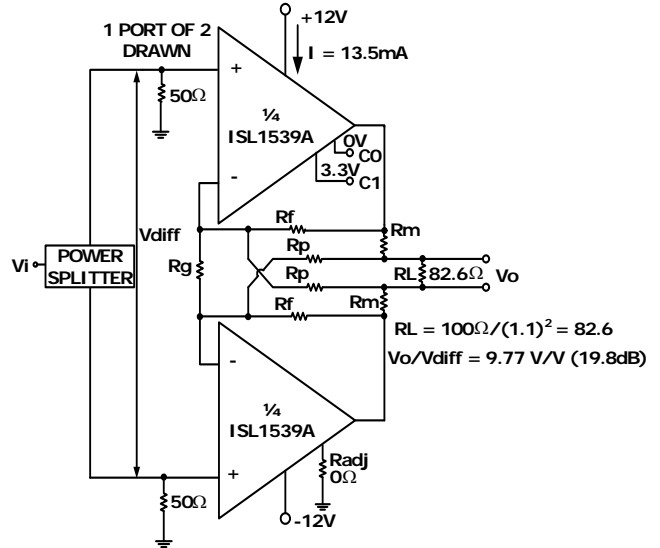 1 PORT OF 2
DRAWN
+12V
I = 13.5mA
+
50Ω
¼
ISL1539A
0V
C0
3.3V
C1
-
Rf
Rm
Vdiff
Rp
Vi
POWER
SPLITTER
Rg
Rp
RL
82.6Ω
Vo
Rm
Rf
RL = 100Ω/(1.1)² = 82.6
Vo/Vdiff = 9.77 V/V (19.8dB)
-
¼
ISL1539A
Radj
0Ω
+
50Ω
-12V